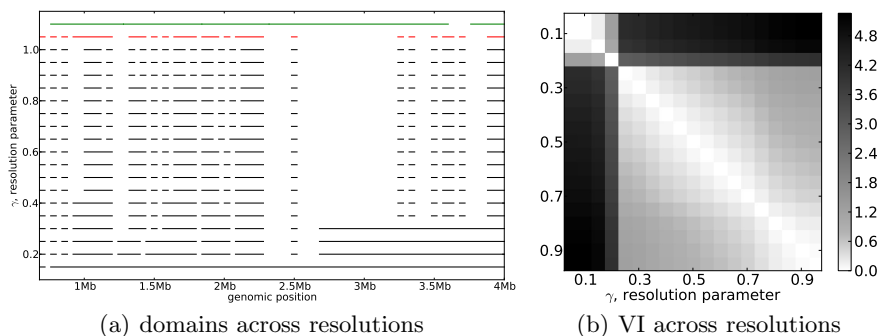 1.0
0.8
0.6
0.4
0.2
γ, resolution parameter
1Mb 1.5Mb 2Mb 2.5Mb 3Mb 3.5Mb 4Mb
genomic position
(a) domains across resolutions
0.1
0.3
0.5
0.7
0.9
0.1 0.3 0.5 0.7 0.9
γ, resolution parameter
4.8
4.2
3.6
3.0
2.4
1.8
1.2
0.6
0.0
(b) VI across resolutions